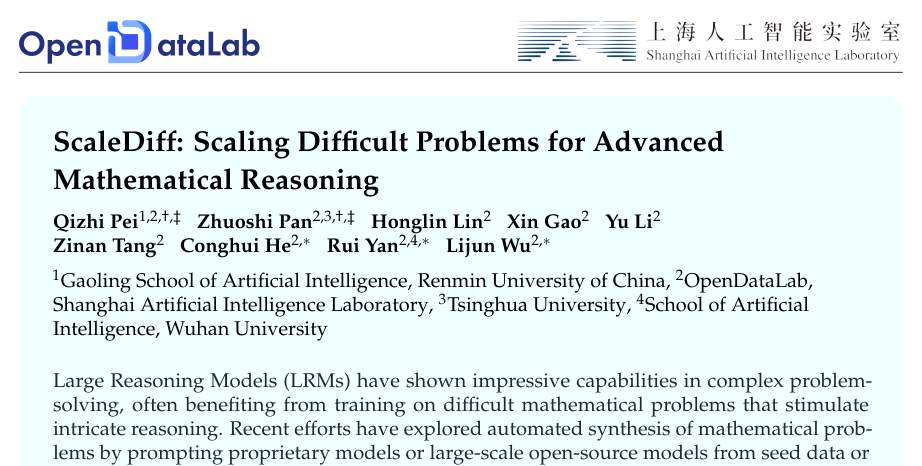 Open DataLab
上海人工智能实验室
Shanghai Artificial Intelligence Laboratory
ScaleDiff: Scaling Difficult Problems for Advanced
Mathematical Reasoning
Qizhi Pei1,2,†,‡ Zhuoshi Pan2,3,†,‡ Honglin Lin2 Xin Gao2 Yu Li2
Zinan Tang2 Conghui He2,* Rui Yan2,4,* Lijun Wu2,*
1Gaoling School of Artificial Intelligence, Renmin University of China, 2OpenDataLab,
Shanghai Artificial Intelligence Laboratory, 3Tsinghua University, 4School of Artificial
Intelligence, Wuhan University
Large Reasoning Models (LRMs) have shown impressive capabilities in complex problem-
solving, often benefiting from training on difficult mathematical problems that stimulate
intricate reasoning. Recent efforts have explored automated synthesis of mathematical prob-
lems by prompting proprietary models or large-scale open-source models from seed data or